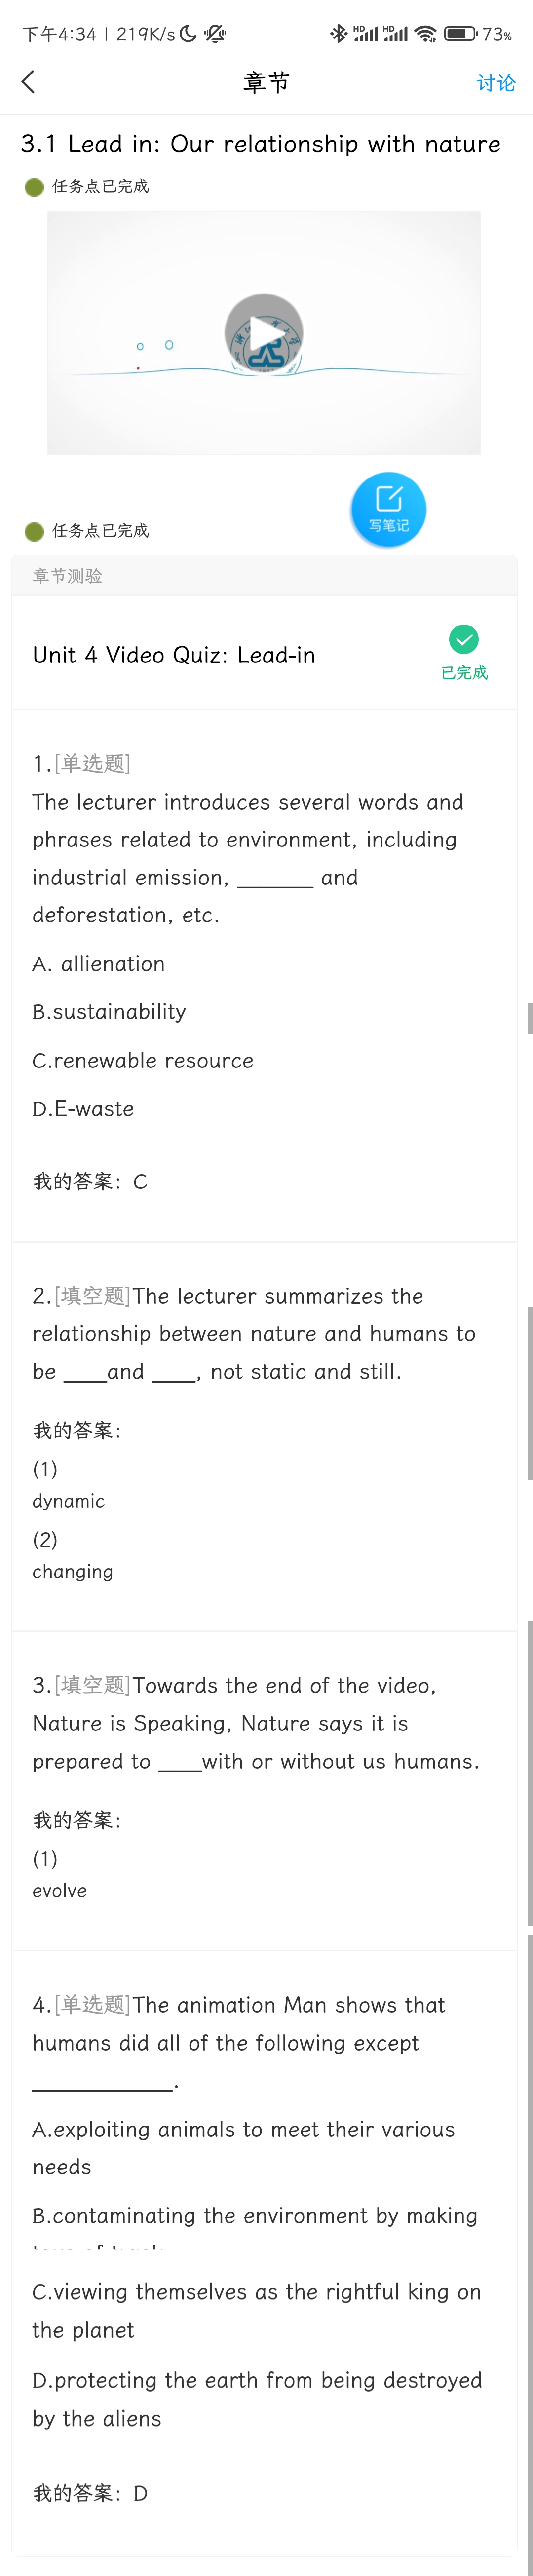 下午4:34 | 219K/s
HD HD 73%
章节
讨论
3.1 Lead in: Our relationship with nature
任务点已完成
写笔记
任务点已完成
章节测验
Unit 4 Video Quiz: Lead-in
已完成
1.[单选题]
The lecturer introduces several words and
phrases related to environment, including
industrial emission, _______ and
deforestation, etc.
A. allienation
B.sustainability
C.renewable resource
D.E-waste
我的答案：C
2.[填空题]The lecturer summarizes the
relationship between nature and humans to
be ____and ____, not static and still.
我的答案：
(1)
dynamic
(2)
changing
3.[填空题]Towards the end of the video,
Nature is Speaking, Nature says it is
prepared to ____with or without us humans.
我的答案：
(1)
evolve
4.[单选题]The animation Man shows that
humans did all of the following except
_____________.
A.exploiting animals to meet their various
needs
B.contaminating the environment by making
C.viewing themselves as the rightful king on
the planet
D.protecting the earth from being destroyed
by the aliens
我的答案：D